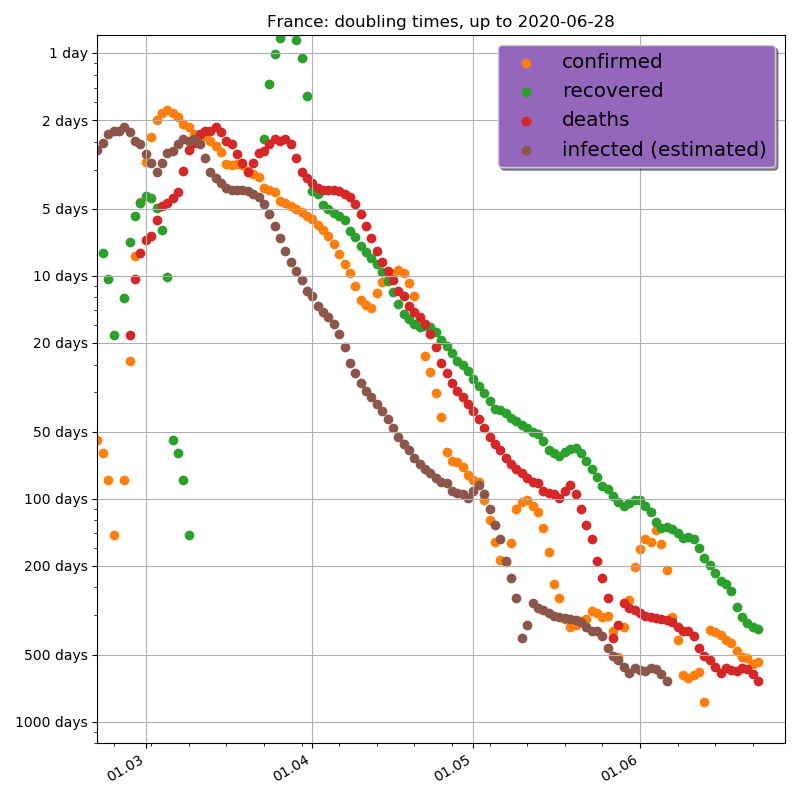 France: doubling times, up to 2020-06-28
1 day
2 days
5 days
10 days
20 days
50 days
100 days
200 days
500 days
1000 days
confirmed
recovered
deaths
infected (estimated)
01.03
01.04
01.05
01.06